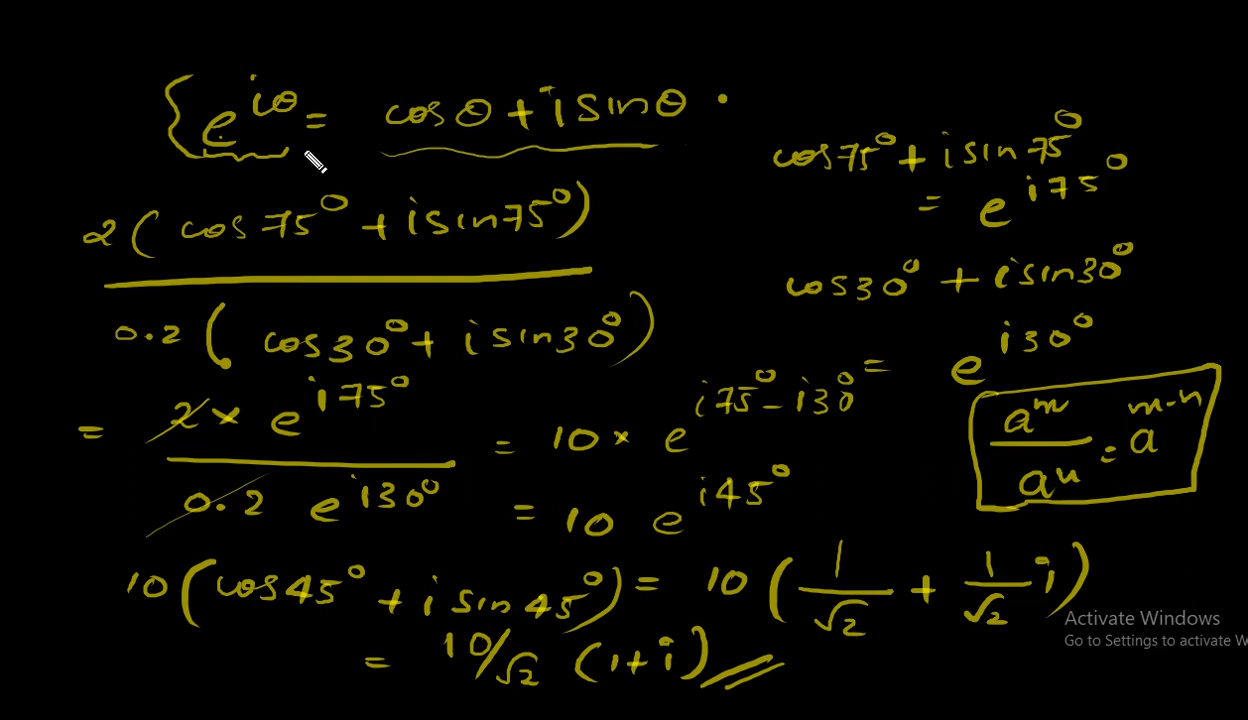 {e^iθ = cosθ + i sinθ.
cos75° + i sin75°
= e^i75°
2(cos75° + i sin75°)
0.2(cos30° + i sin30°)
cos30° + i sin30°
= e^i30°
= 2 × e^i75° / 0.2 e^i30° = 10 × e^i75° - i30°
a^m / a^n = a^m-n
= 10 e^i45°
10(cos45° + i sin45°) = 10(1/√2 + 1/√2 i)
= 10/√2 (1+i)
Activate Windows
Go to Settings to activate W